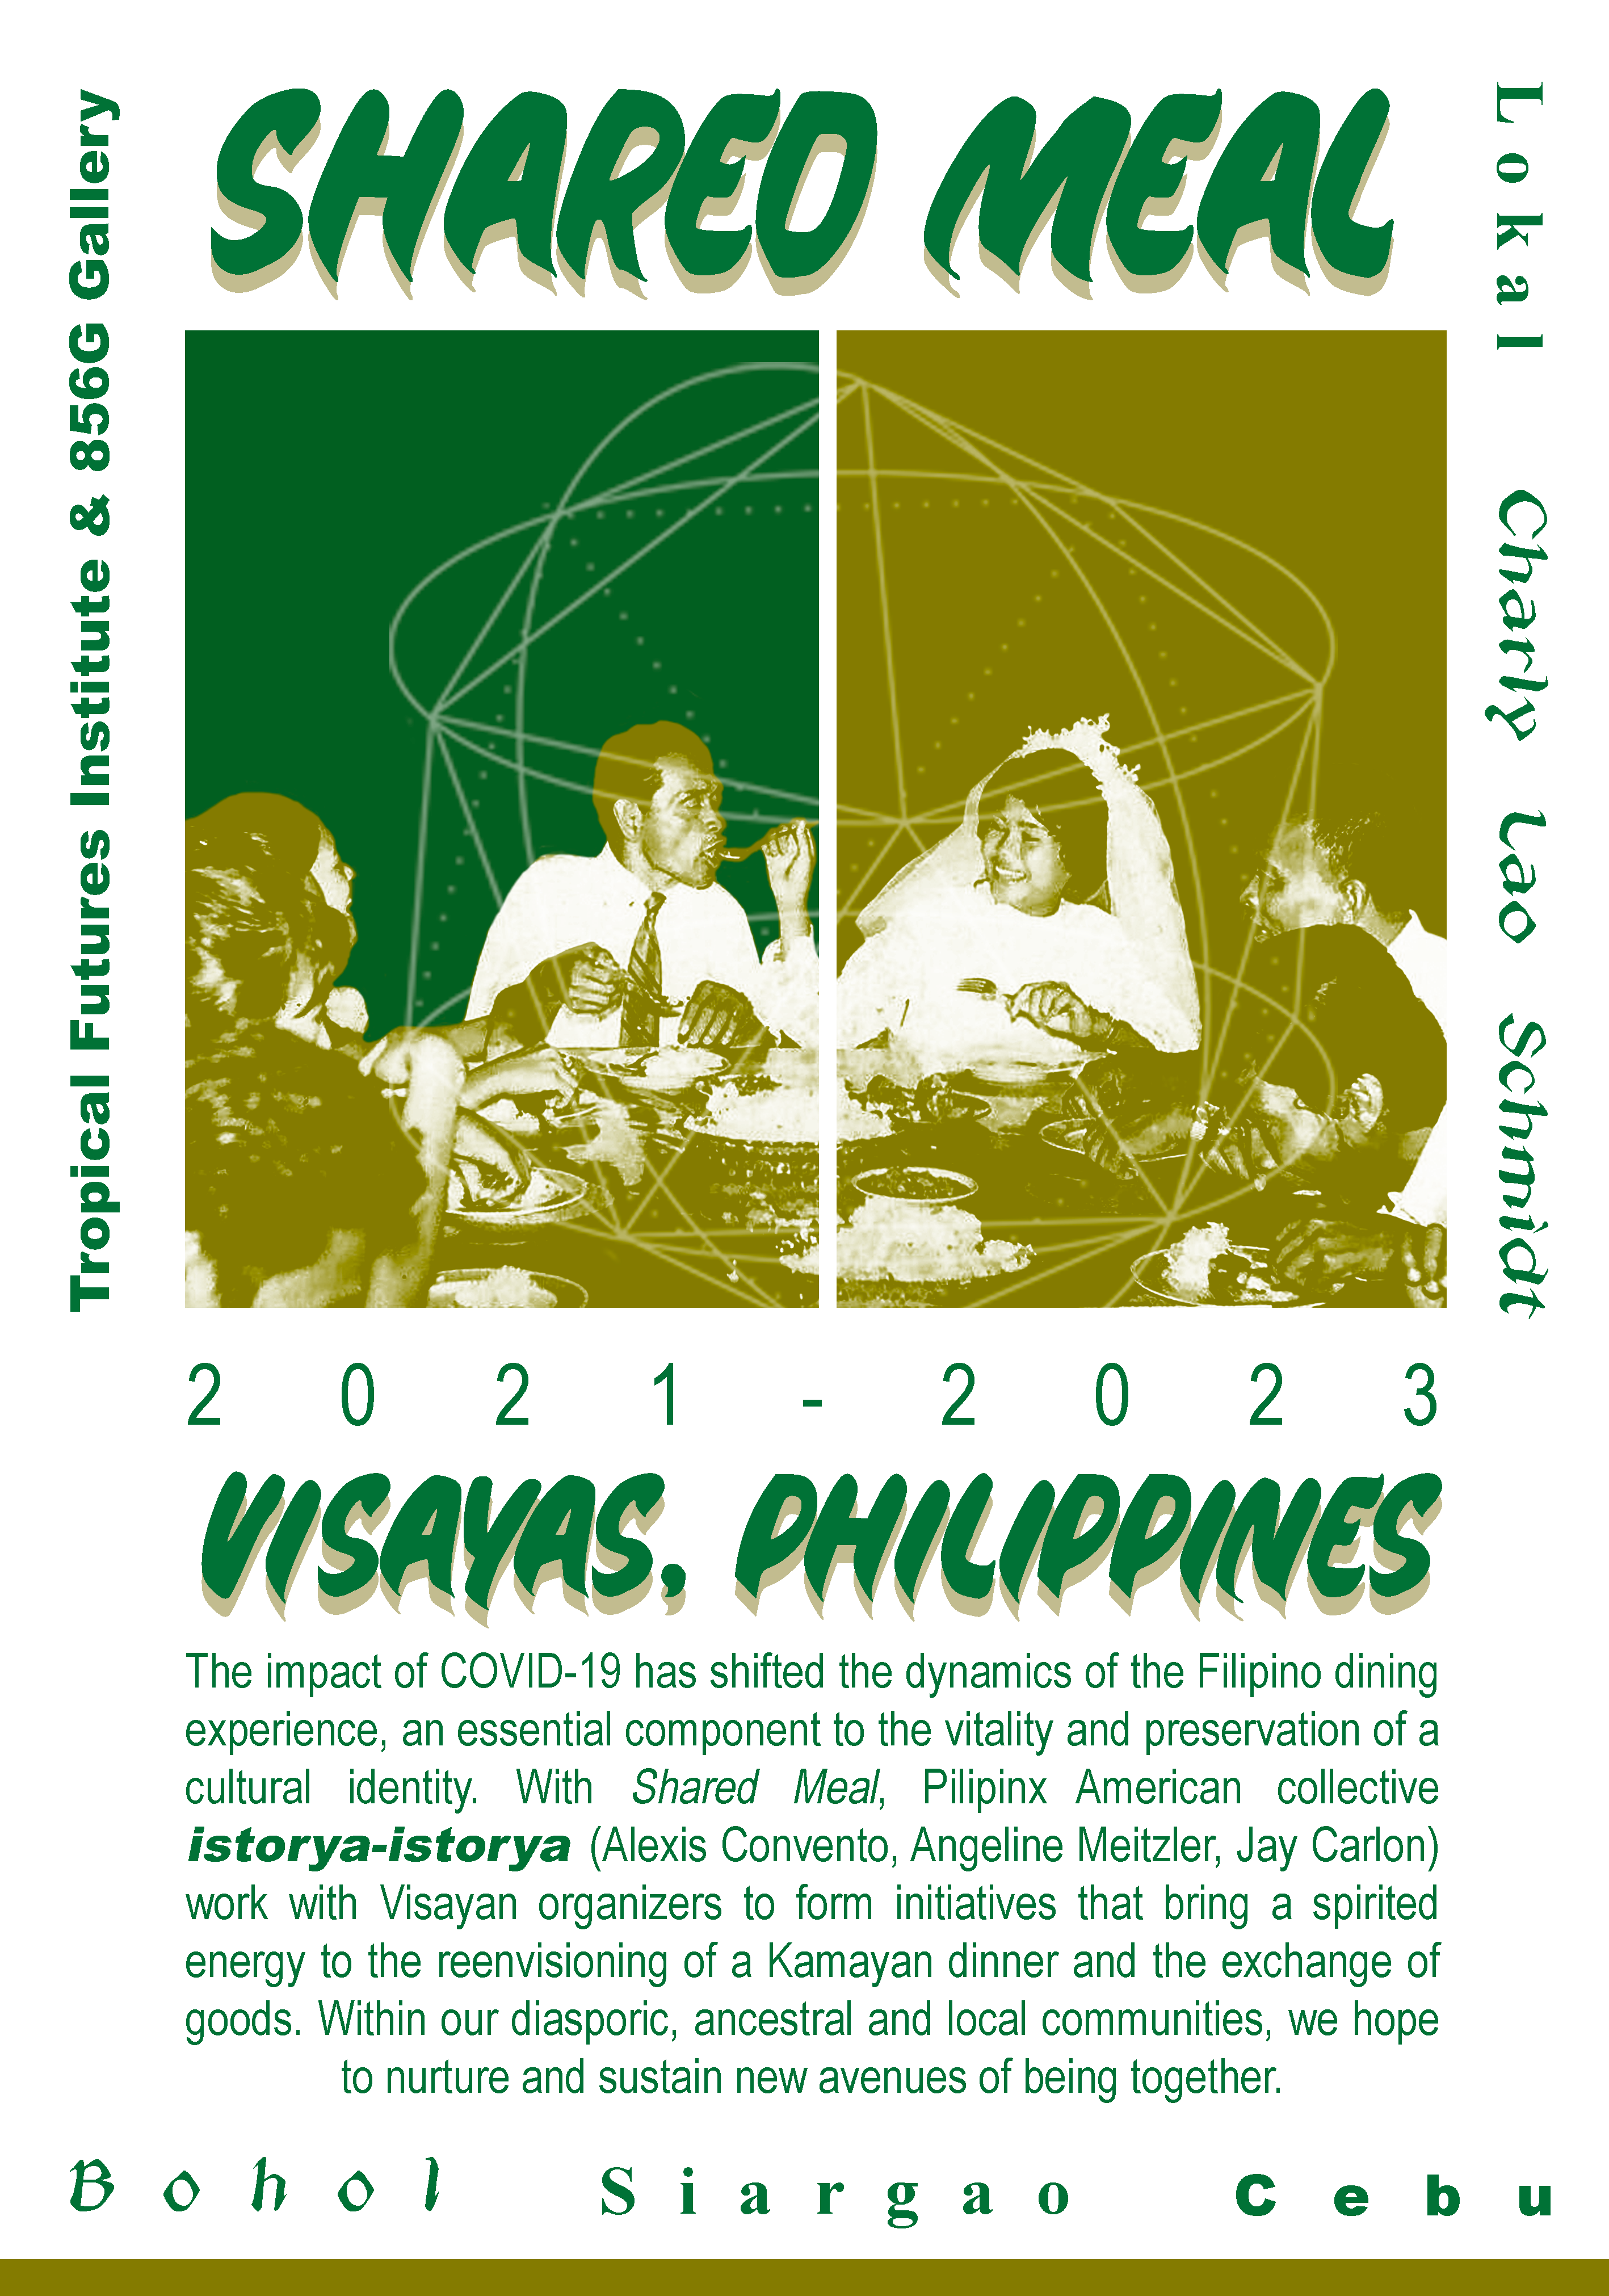 SHARED MEAL
Tropical Futures Institute & 856G Gallery
Lokal Charly Lao Schmidt
2021-2023
VISAYAS, PHILIPPINES
The impact of COVID-19 has shifted the dynamics of the Filipino dining
experience, an essential component to the vitality and preservation of a
cultural identity. With Shared Meal, Pilipinx American collective
istorya-istorya (Alexis Convento, Angeline Meitzler, Jay Carlon)
work with Visayan organizers to form initiatives that bring a spirited
energy to the reenvisioning of a Kamayan dinner and the exchange of
goods. Within our diasporic, ancestral and local communities, we hope
to nurture and sustain new avenues of being together.
Bohol Siargao Cebu